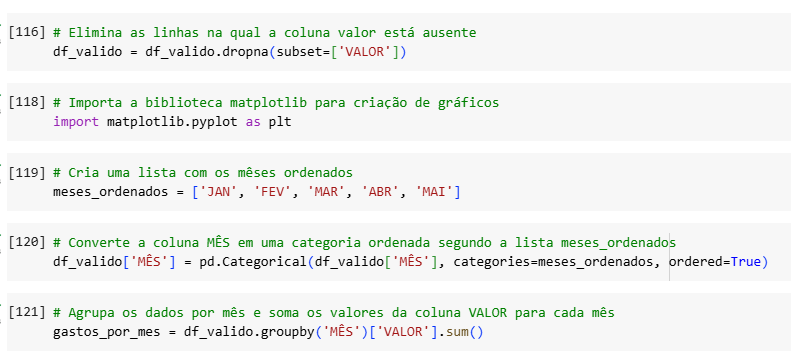 [116] # Elimina as linhas na qual a coluna valor está ausente
df_valido = df_valido.dropna(subset=['VALOR'])
[118] # Importa a biblioteca matplotlib para criação de gráficos
import matplotlib.pyplot as plt
[119] # Cria uma lista com os mêses ordenados
meses_ordenados = ['JAN', 'FEV', 'MAR', 'ABR', 'MAI']
[120] # Converte a coluna MÊS em uma categoria ordenada segundo a lista meses_ordenados
df_valido['MÊS'] = pd.Categorical(df_valido['MÊS'], categories=meses_ordenados, ordered=True)
[121] # Agrupa os dados por mês e soma os valores da coluna VALOR para cada mês
gastos_por_mes = df_valido.groupby('MÊS')['VALOR'].sum()